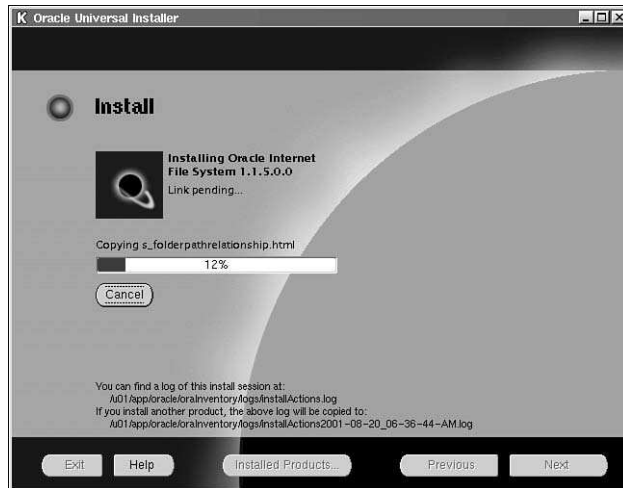 K Oracle Universal Installer
Install
Installing Oracle Internet
File System 1.1.5.0.0
Link pending...
Copying s_folderpathrelationship.html
12%
Cancel
You can find a log of this install session at:
/u01/app/oracle/oraInventory/logs/installActions.log
If you install another product, the above log will be copied to:
/u01/app/oracle/oraInventory/logs/installActions2001-08-20_06-36-44-AM.log
Exit Help Installed Products... Previous Next